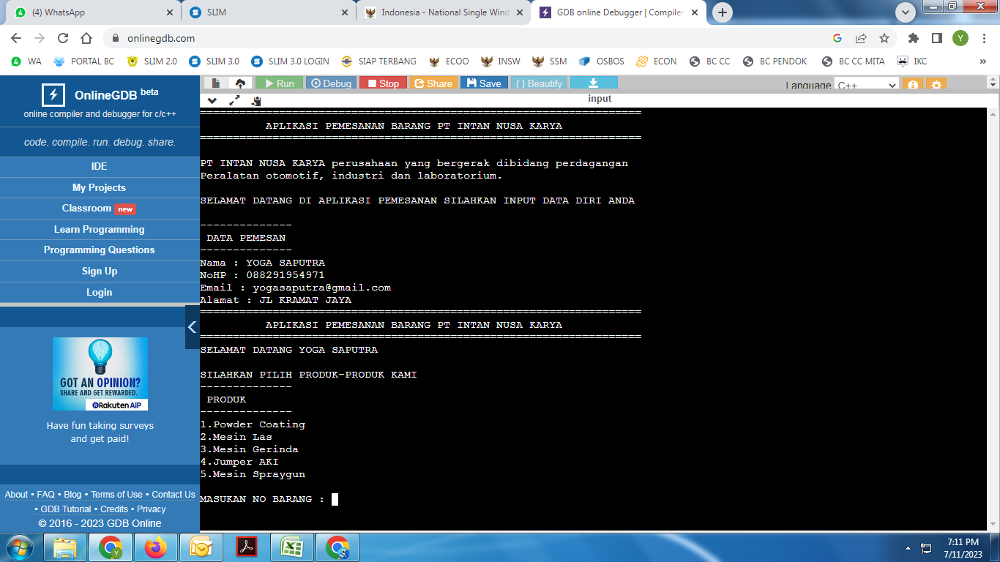 (4) WhatsApp
SLIM
Indonesia - National Single Wind
GDB online Debugger | Compiler
onlinegdb.com
Y
WA
PORTAL BC
SLIM 2.0
SLIM 3.0
SLIM 3.0 LOGIN
SIAP TERBANG
ECOO
INSW
SSM
OSBOS
ECON
BC CC
BC PENDOK
BC CC MITA
IKC
»
OnlineGDB beta
online compiler and debugger for c/c++
code. compile. run. debug. share.
IDE
My Projects
Classroom new
Learn Programming
Programming Questions
Sign Up
Login
GOT AN OPINION?
SHARE AND GET REWARDED.
Rakuten AIP
Have fun taking surveys
and get paid!
About • FAQ • Blog • Terms of Use • Contact Us
• GDB Tutorial • Credits • Privacy
© 2016 - 2023 GDB Online
Run
Debug
Stop
Share
Save
{ } Beautify
Language C++
input
===================================================================
APLIKASI PEMESANAN BARANG PT INTAN NUSA KARYA
===================================================================
PT INTAN NUSA KARYA perusahaan yang bergerak dibidang perdagangan
Peralatan otomotif, industri dan laboratorium.
SELAMAT DATANG DI APLIKASI PEMESANAN SILAHKAN INPUT DATA DIRI ANDA
--------------
DATA PEMESAN
--------------
Nama : YOGA SAPUTRA
NoHP : 088291954971
Email : yogasaputra@gmail.com
Alamat : JL KRAMAT JAYA
===================================================================
APLIKASI PEMESANAN BARANG PT INTAN NUSA KARYA
===================================================================
SELAMAT DATANG YOGA SAPUTRA
SILAHKAN PILIH PRODUK-PRODUK KAMI
--------------
PRODUK
--------------
1.Powder Coating
2.Mesin Las
3.Mesin Gerinda
4.Jumper AKI
5.Mesin Spraygun
MASUKAN NO BARANG :
7:11 PM
7/11/2023